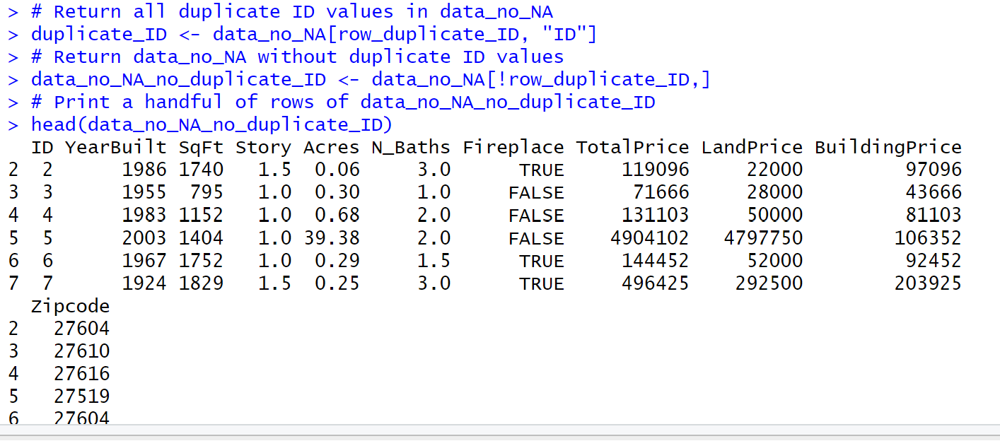 > # Return all duplicate ID values in data_no_NA
> duplicate_ID <- data_no_NA[row_duplicate_ID, "ID"]
> # Return data_no_NA without duplicate ID values
> data_no_NA_no_duplicate_ID <- data_no_NA[!row_duplicate_ID,]
> # Print a handful of rows of data_no_NA_no_duplicate_ID
> head(data_no_NA_no_duplicate_ID)
  ID YearBuilt SqFt Story Acres N_Baths Fireplace TotalPrice LandPrice BuildingPrice
2  2      1986 1740   1.5  0.06     3.0      TRUE     119096     22000         97096
3  3      1955  795   1.0  0.30     1.0     FALSE      71666     28000         43666
4  4      1983 1152   1.0  0.68     2.0     FALSE     131103     50000         81103
5  5      2003 1404   1.0 39.38     2.0     FALSE    4904102   4797750        106352
6  6      1967 1752   1.0  0.29     1.5      TRUE     144452     52000         92452
7  7      1924 1829   1.5  0.25     3.0      TRUE     496425    292500        203925
  Zipcode
2   27604
3   27610
4   27616
5   27519
6   27604